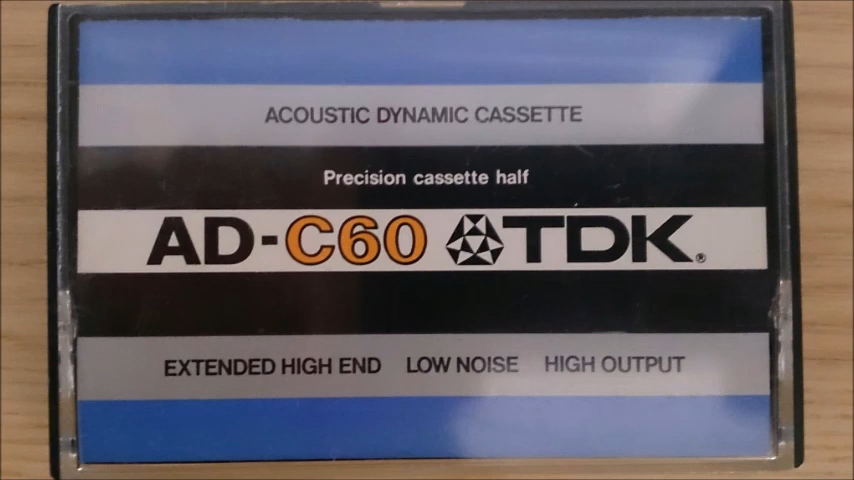 ACOUSTIC DYNAMIC CASSETTE
Precision cassette half
AD-C60 TDK®
EXTENDED HIGH END LOW NOISE HIGH OUTPUT